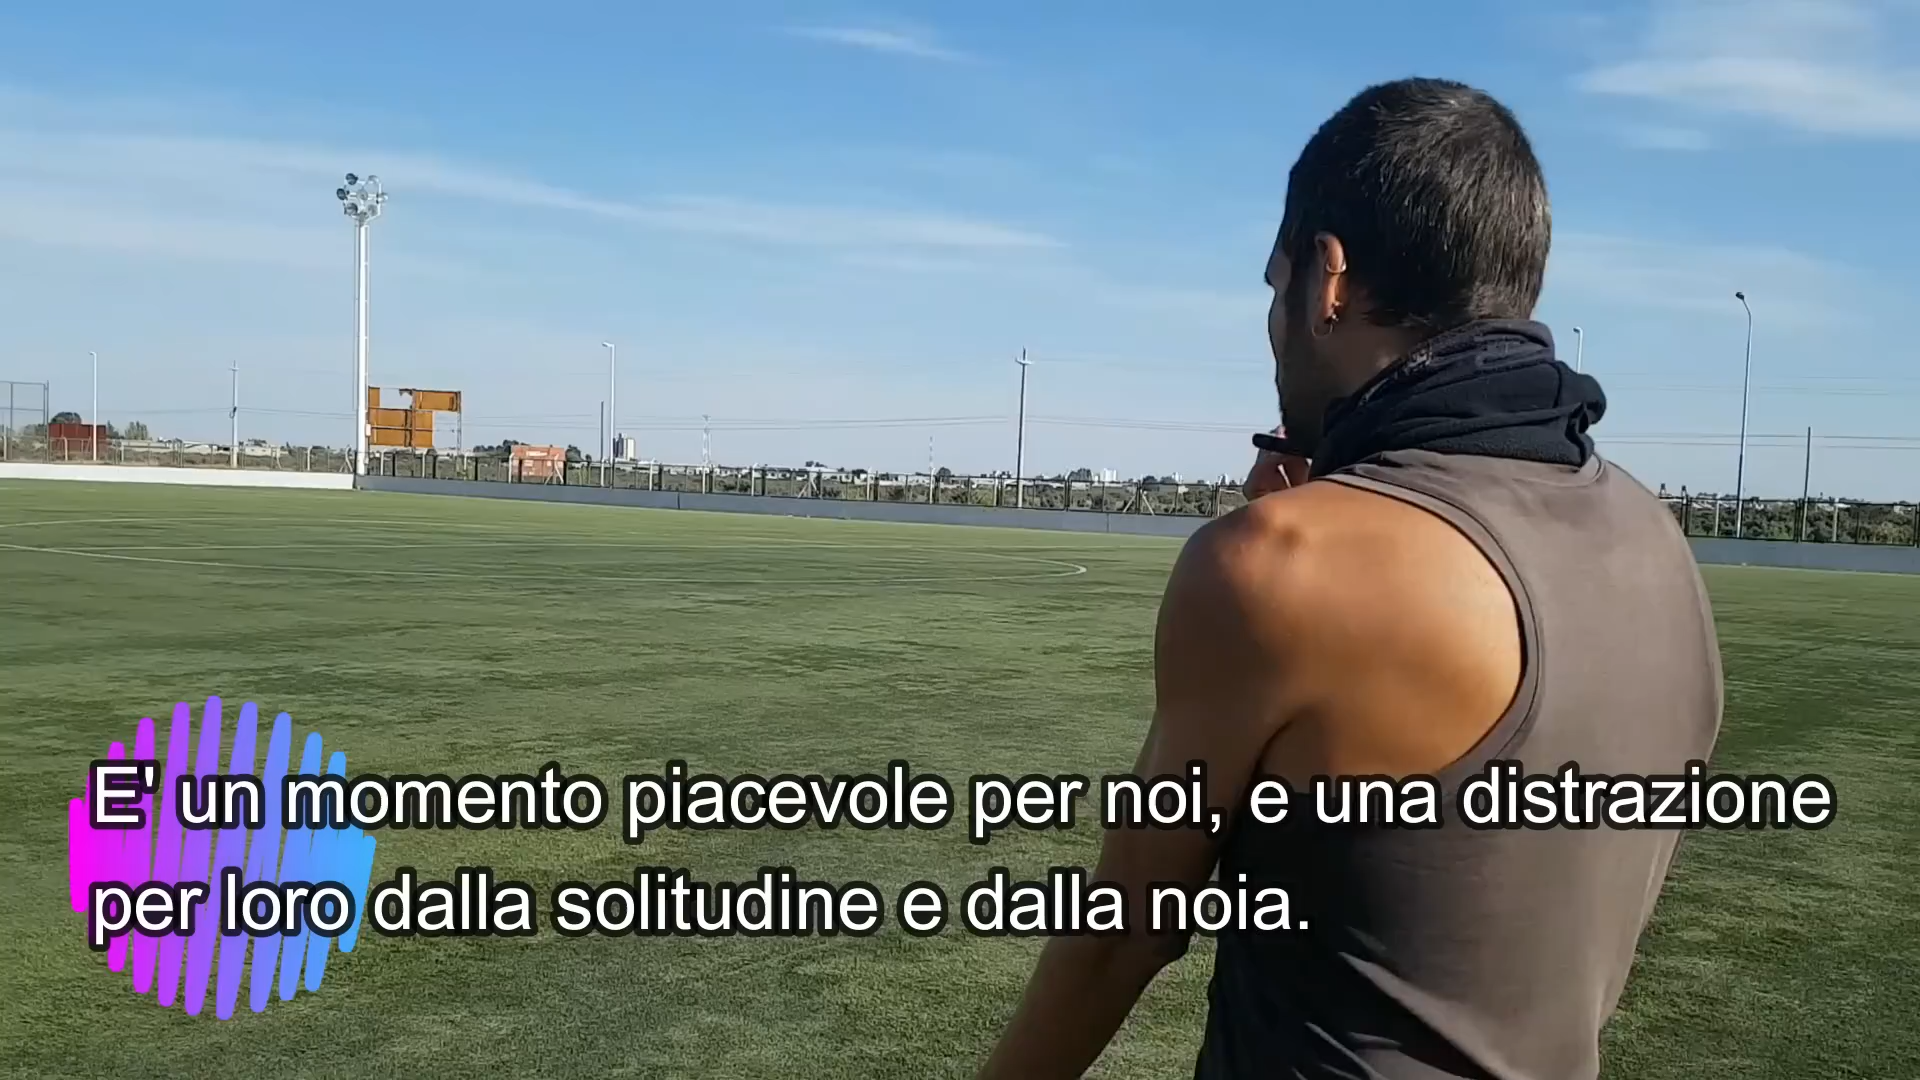 E' un momento piacevole per noi, e una distrazione
per loro dalla solitudine e dalla noia.